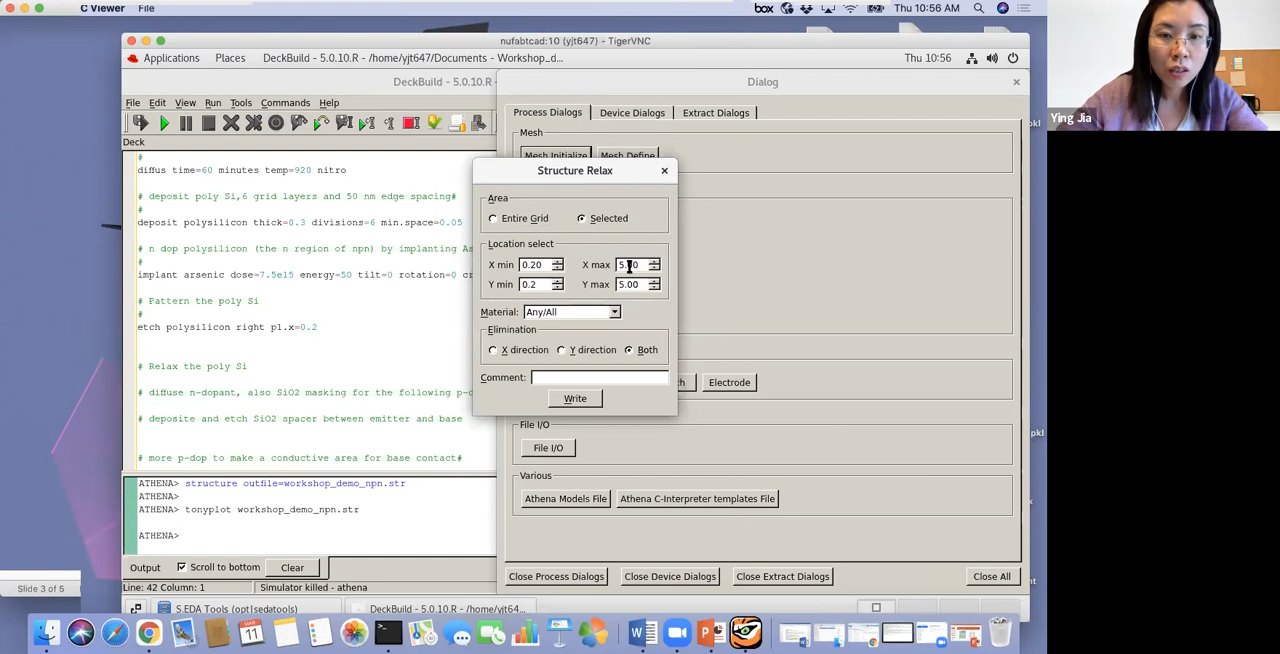 C Viewer File
box
Thu 10:56 AM
nufabtcad:10 (yjt647) - TigerVNC
Applications Places DeckBuild - 5.0.10.R - /home/yjt647/Documents - Workshop_d... Thu 10:56
DeckBuild - 5.0.10.R -
Dialog
File Edit View Run Tools Commands Help
Process Dialogs Device Dialogs Extract Dialogs
Deck
Mesh
Mesh Initialize Mesh Define
#
diffus time=60 minutes temp=920 nitro
# deposit poly Si,6 grid layers and 50 nm edge spacing#
#
deposit polysilicon thick=0.3 divisions=6 min.space=0.05
# n dop polysilicon (the n region of npn) by implanting As
#
implant arsenic dose=7.5e15 energy=50 tilt=0 rotation=0 cr
# Pattern the poly Si
#
etch polysilicon right p1.x=0.2
# Relax the poly Si
# diffuse n-dopant, also SiO2 masking for the following p-d
# deposite and etch SiO2 spacer between emitter and base
# more p-dop to make a conductive area for base contact#
Structure Relax
Area
Entire Grid Selected
Location select
X min 0.20 X max
Y min 0.2 Y max 5.00
Material: Any/All
Elimination
X direction Y direction Both
Comment:
Write
Electrode
File I/O
File I/O
Various
Athena Models File Athena C-Interpreter templates File
ATHENA> structure outfile=workshop_demo_npn.str
ATHENA>
ATHENA> tonyplot workshop_demo_npn.str
ATHENA>
Output Scroll to bottom Clear
Line: 42 Column: 1 Simulator killed - athena
Close Process Dialogs Close Device Dialogs Close Extract Dialogs Close All
S.EDA Tools (opt|sedatools) DeckBuild - 5.0.10.R - /home/yjt64...
Slide 3 of 5
Ying Jia